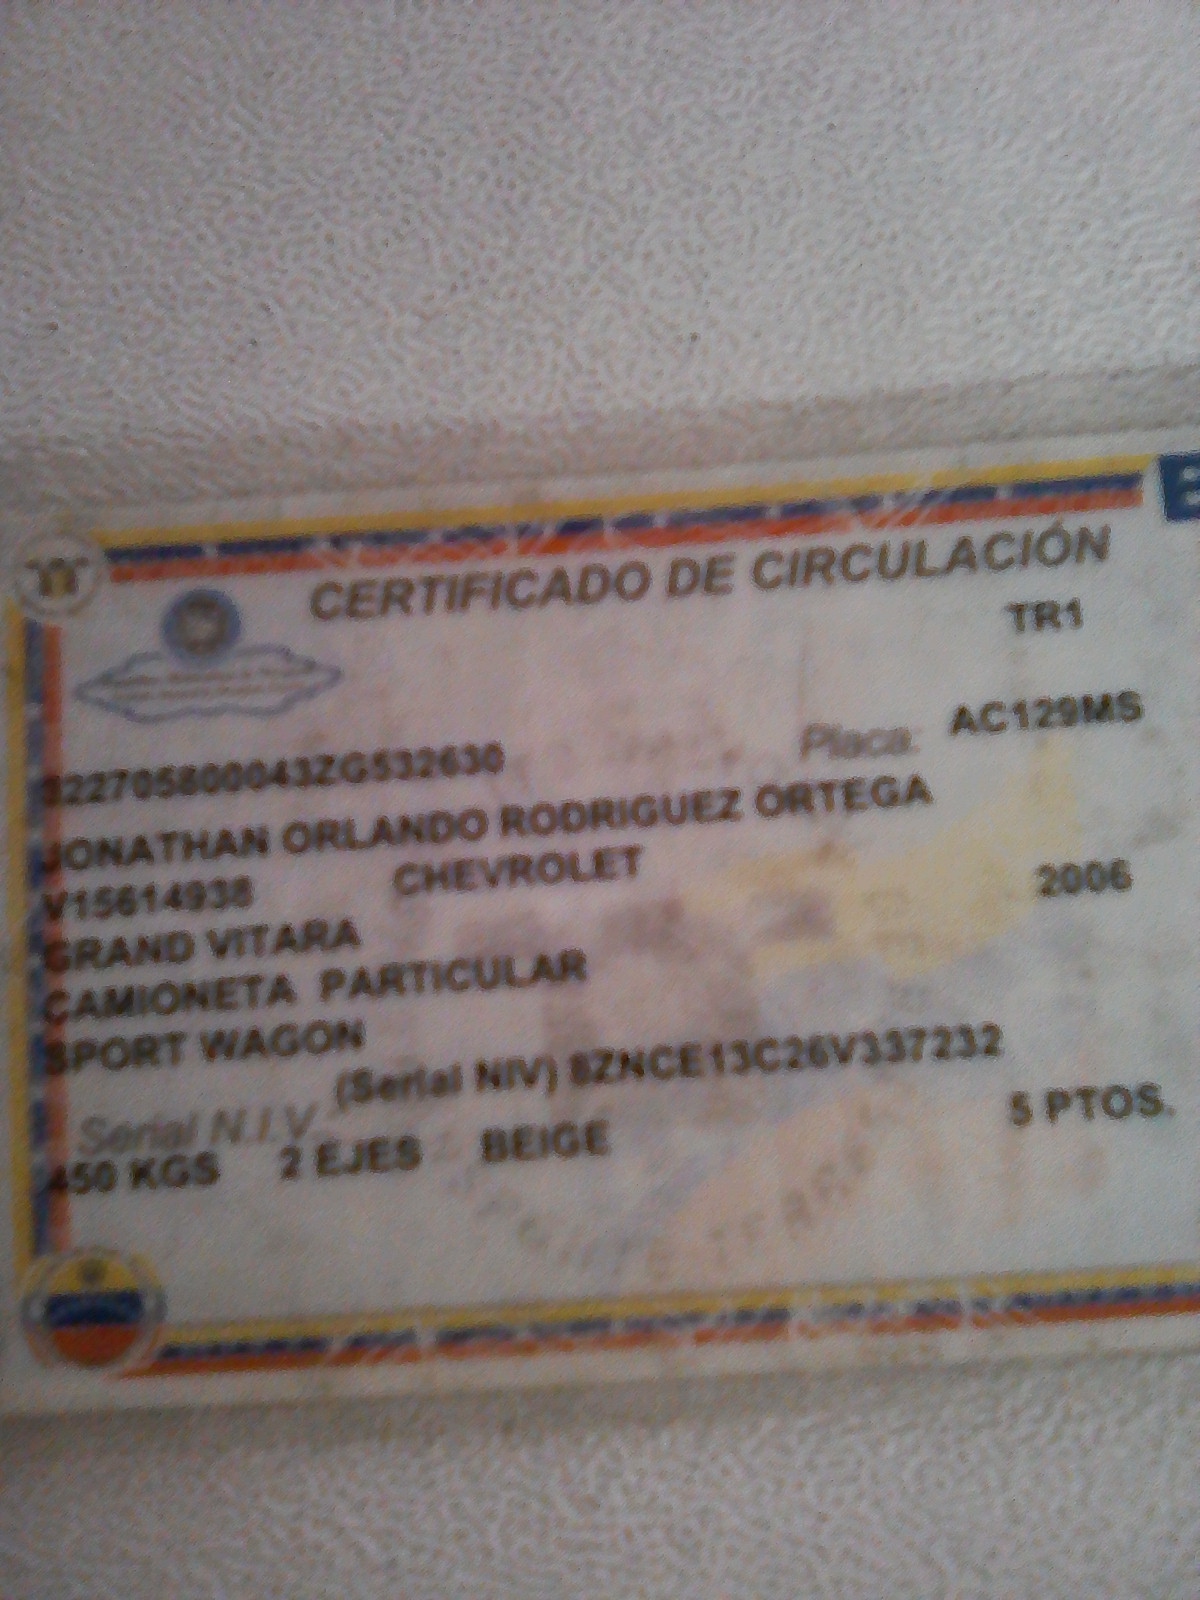 CERTIFICADO DE CIRCULACIÓN
TR1
Placa: AC129MS
322705800043ZG532630
JONATHAN ORLANDO RODRIGUEZ ORTEGA
V15614938 CHEVROLET 2006
GRAND VITARA
CAMIONETA PARTICULAR
SPORT WAGON
(Serial NIV) 8ZNCE13C26V337232
Serial N.I.V.
450 KGS 2 EJES BEIGE 5 PTOS.